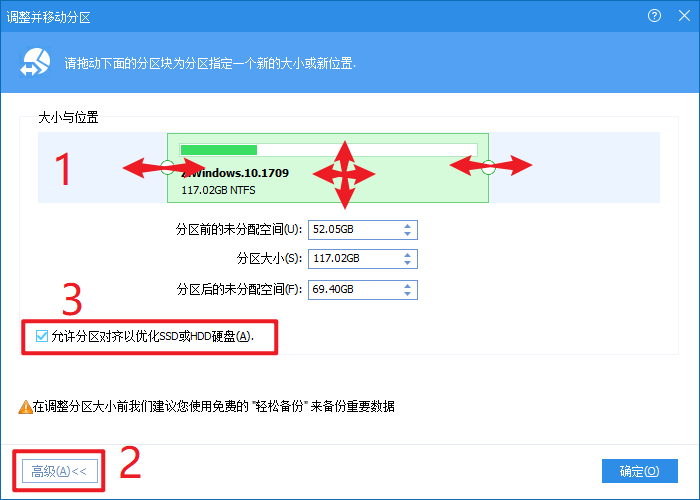 调整并移动分区
请拖动下面的分区块为分区指定一个新的大小或新位置.
大小与位置
1
Windows.10.1709
117.02GB NTFS
分区前的未分配空间(U): 52.05GB
分区大小(S): 117.02GB
分区后的未分配空间(F): 69.40GB
3
允许分区对齐以优化SSD或HDD硬盘(A).
在调整分区大小前我们建议您使用免费的 "轻松备份" 来备份重要数据
高级(A)<<
2
确定(O)